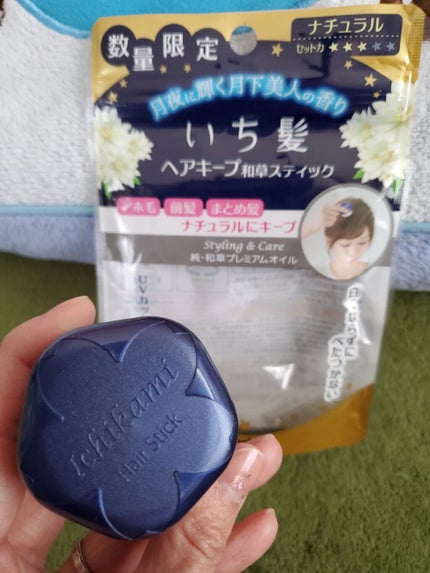 数量限定
ナチュラル
セット力 ★★★★★
月夜に輝く月下美人の香り
いち髪
ヘアキープ和草スティック
アホ毛 前髪 まとめ髪
ナチュラルにキープ
Styling & Care
純・和草プレミアムオイル
UVカッ
白くならずに
べたつかない
Ichikami
Hair Stick